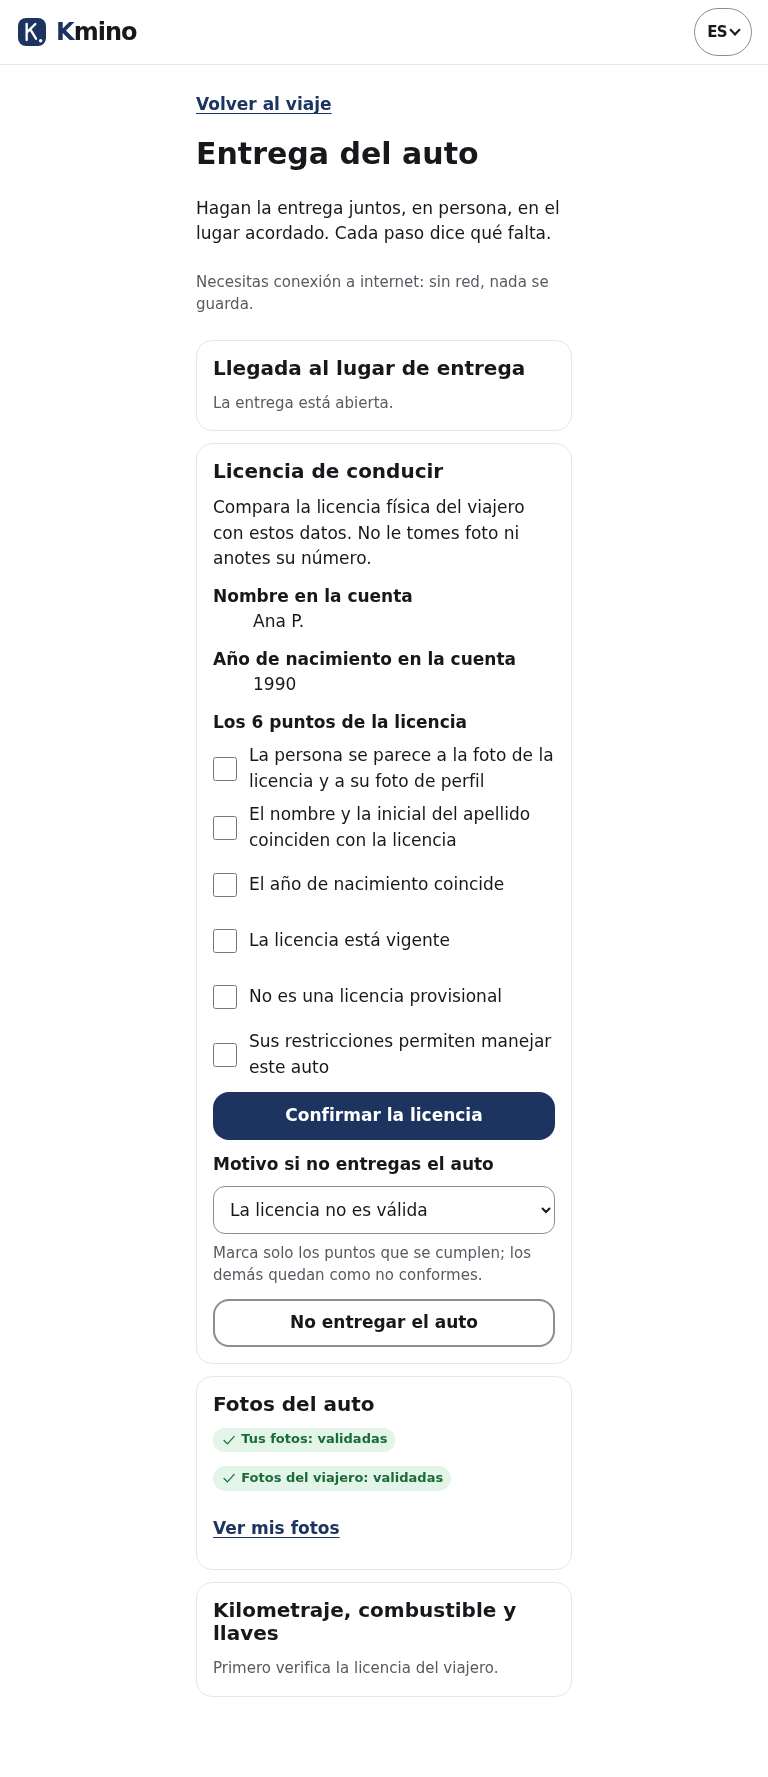 K. Kmino
ES
Volver al viaje
Entrega del auto
Hagan la entrega juntos, en persona, en el
lugar acordado. Cada paso dice qué falta.
Necesitas conexión a internet: sin red, nada se
guarda.
Llegada al lugar de entrega
La entrega está abierta.
Licencia de conducir
Compara la licencia física del viajero
con estos datos. No le tomes foto ni
anotes su número.
Nombre en la cuenta
Ana P.
Año de nacimiento en la cuenta
1990
Los 6 puntos de la licencia
La persona se parece a la foto de la
licencia y a su foto de perfil
El nombre y la inicial del apellido
coinciden con la licencia
El año de nacimiento coincide
La licencia está vigente
No es una licencia provisional
Sus restricciones permiten manejar
este auto
Confirmar la licencia
Motivo si no entregas el auto
La licencia no es válida
Marca solo los puntos que se cumplen; los
demás quedan como no conformes.
No entregar el auto
Fotos del auto
Tus fotos: validadas
Fotos del viajero: validadas
Ver mis fotos
Kilometraje, combustible y
llaves
Primero verifica la licencia del viajero.